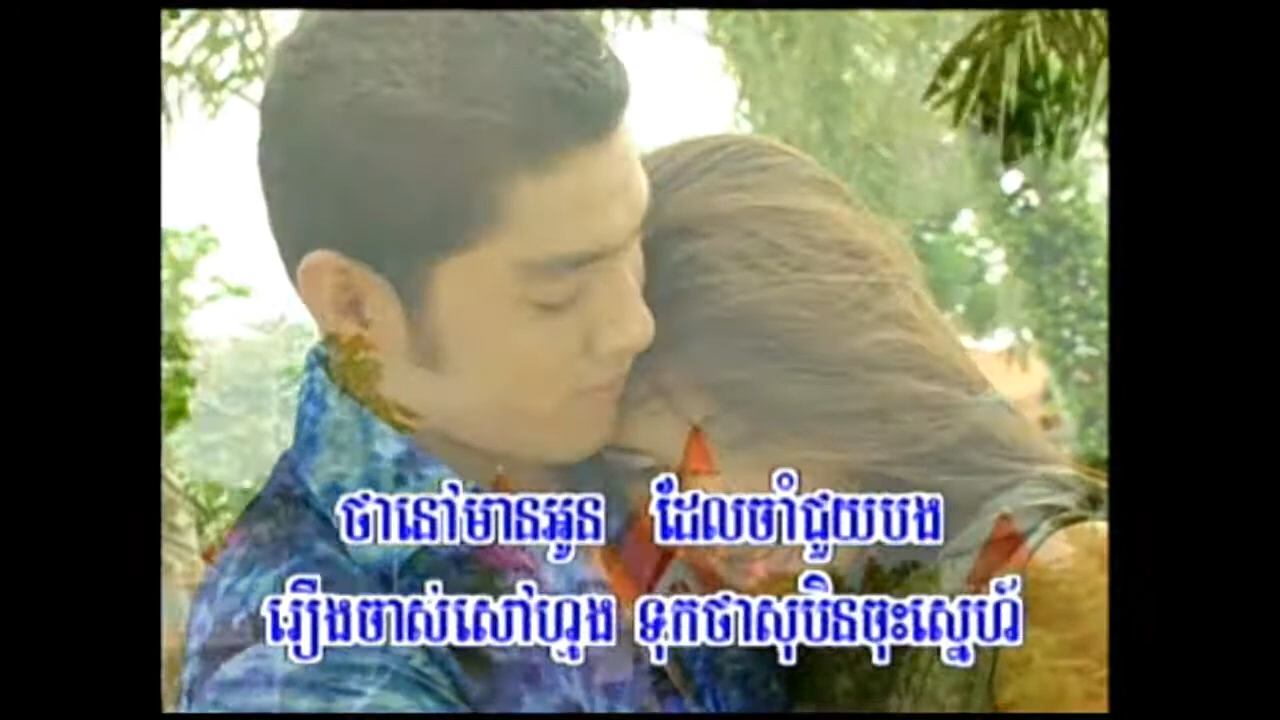 ថានៅមានអូន ដែលចាំជួយបង
រឿងចាស់សៅហ្មង ទុកថាសុបិនចុះស្នេហ៍